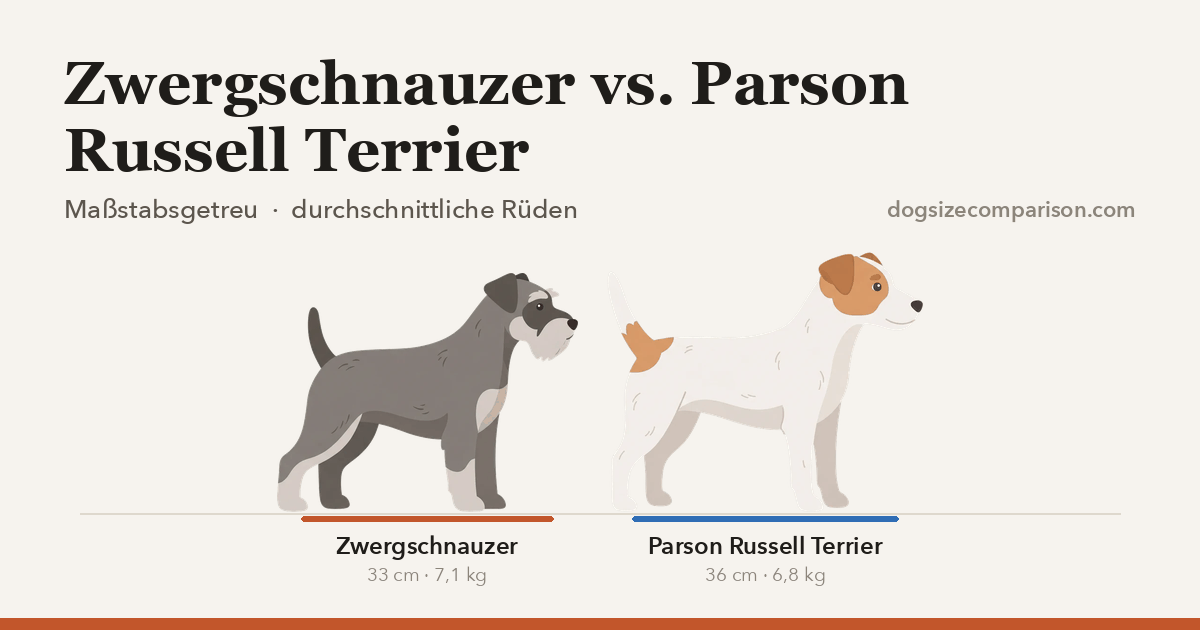 Zwergschnauzer vs. Parson
Russell Terrier
Maßstabsgetreu · durchschnittliche Rüden
dogsizecomparison.com
Zwergschnauzer
33 cm · 7,1 kg
Parson Russell Terrier
36 cm · 6,8 kg